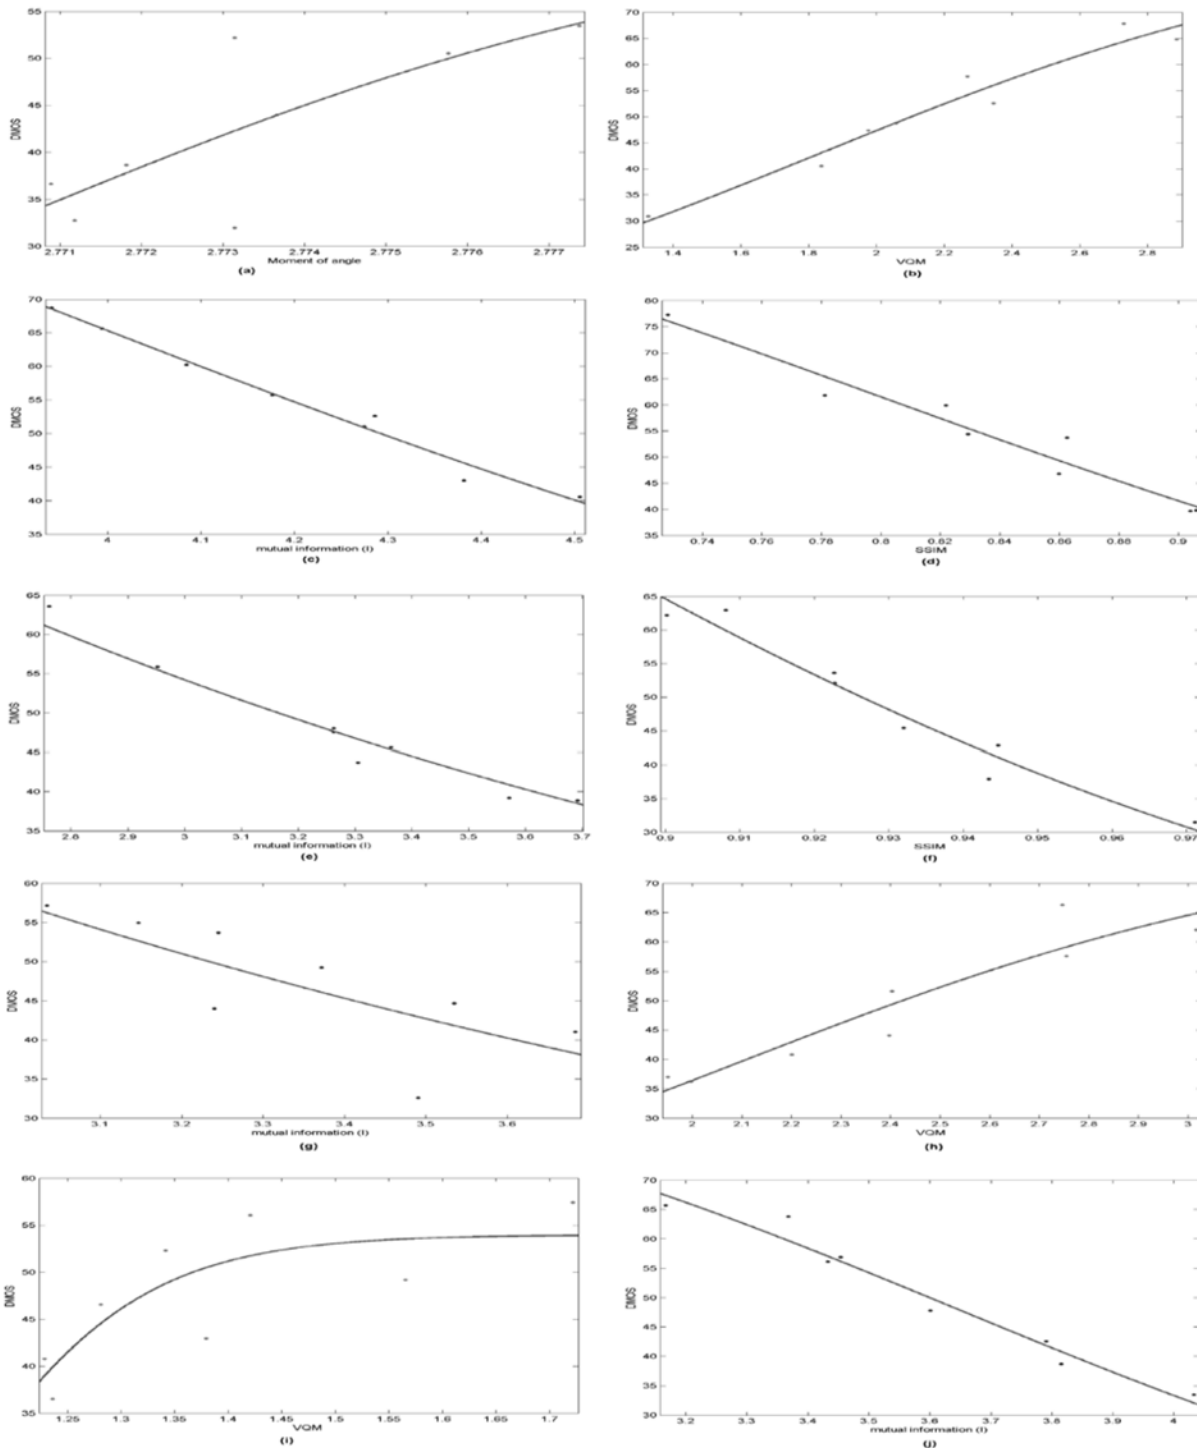 55
50
45
40
35
30
DMOS
2.771 2.772 2.773 2.774 2.775 2.776 2.777
Moment of angle
(a)
70
65
60
55
50
45
40
35
30
25
DMOS
1.4 1.6 1.8 2 2.2 2.4 2.6 2.8
VQM
(b)
70
65
60
55
50
45
40
35
DMOS
4 4.1 4.2 4.3 4.4 4.5
mutual information (I)
(c)
80
75
70
65
60
55
50
45
40
35
DMOS
0.74 0.76 0.78 0.8 0.82 0.84 0.86 0.88 0.9
SSIM
(d)
65
60
55
50
45
40
35
DMOS
2.8 2.9 3 3.1 3.2 3.3 3.4 3.5 3.6 3.7
mutual information (I)
(e)
65
60
55
50
45
40
35
30
DMOS
0.9 0.91 0.92 0.93 0.94 0.95 0.96 0.97
SSIM
(f)
60
55
50
45
40
35
30
DMOS
3.1 3.2 3.3 3.4 3.5 3.6
mutual information (I)
(g)
70
65
60
55
50
45
40
35
30
DMOS
2 2.1 2.2 2.3 2.4 2.5 2.6 2.7 2.8 2.9 3
VQM
(h)
60
55
50
45
40
35
DMOS
1.25 1.3 1.35 1.4 1.45 1.5 1.55 1.6 1.65 1.7
VQM
(i)
70
65
60
55
50
45
40
35
30
DMOS
3.2 3.3 3.4 3.5 3.6 3.7 3.8 3.9 4
mutual information (I)
(j)